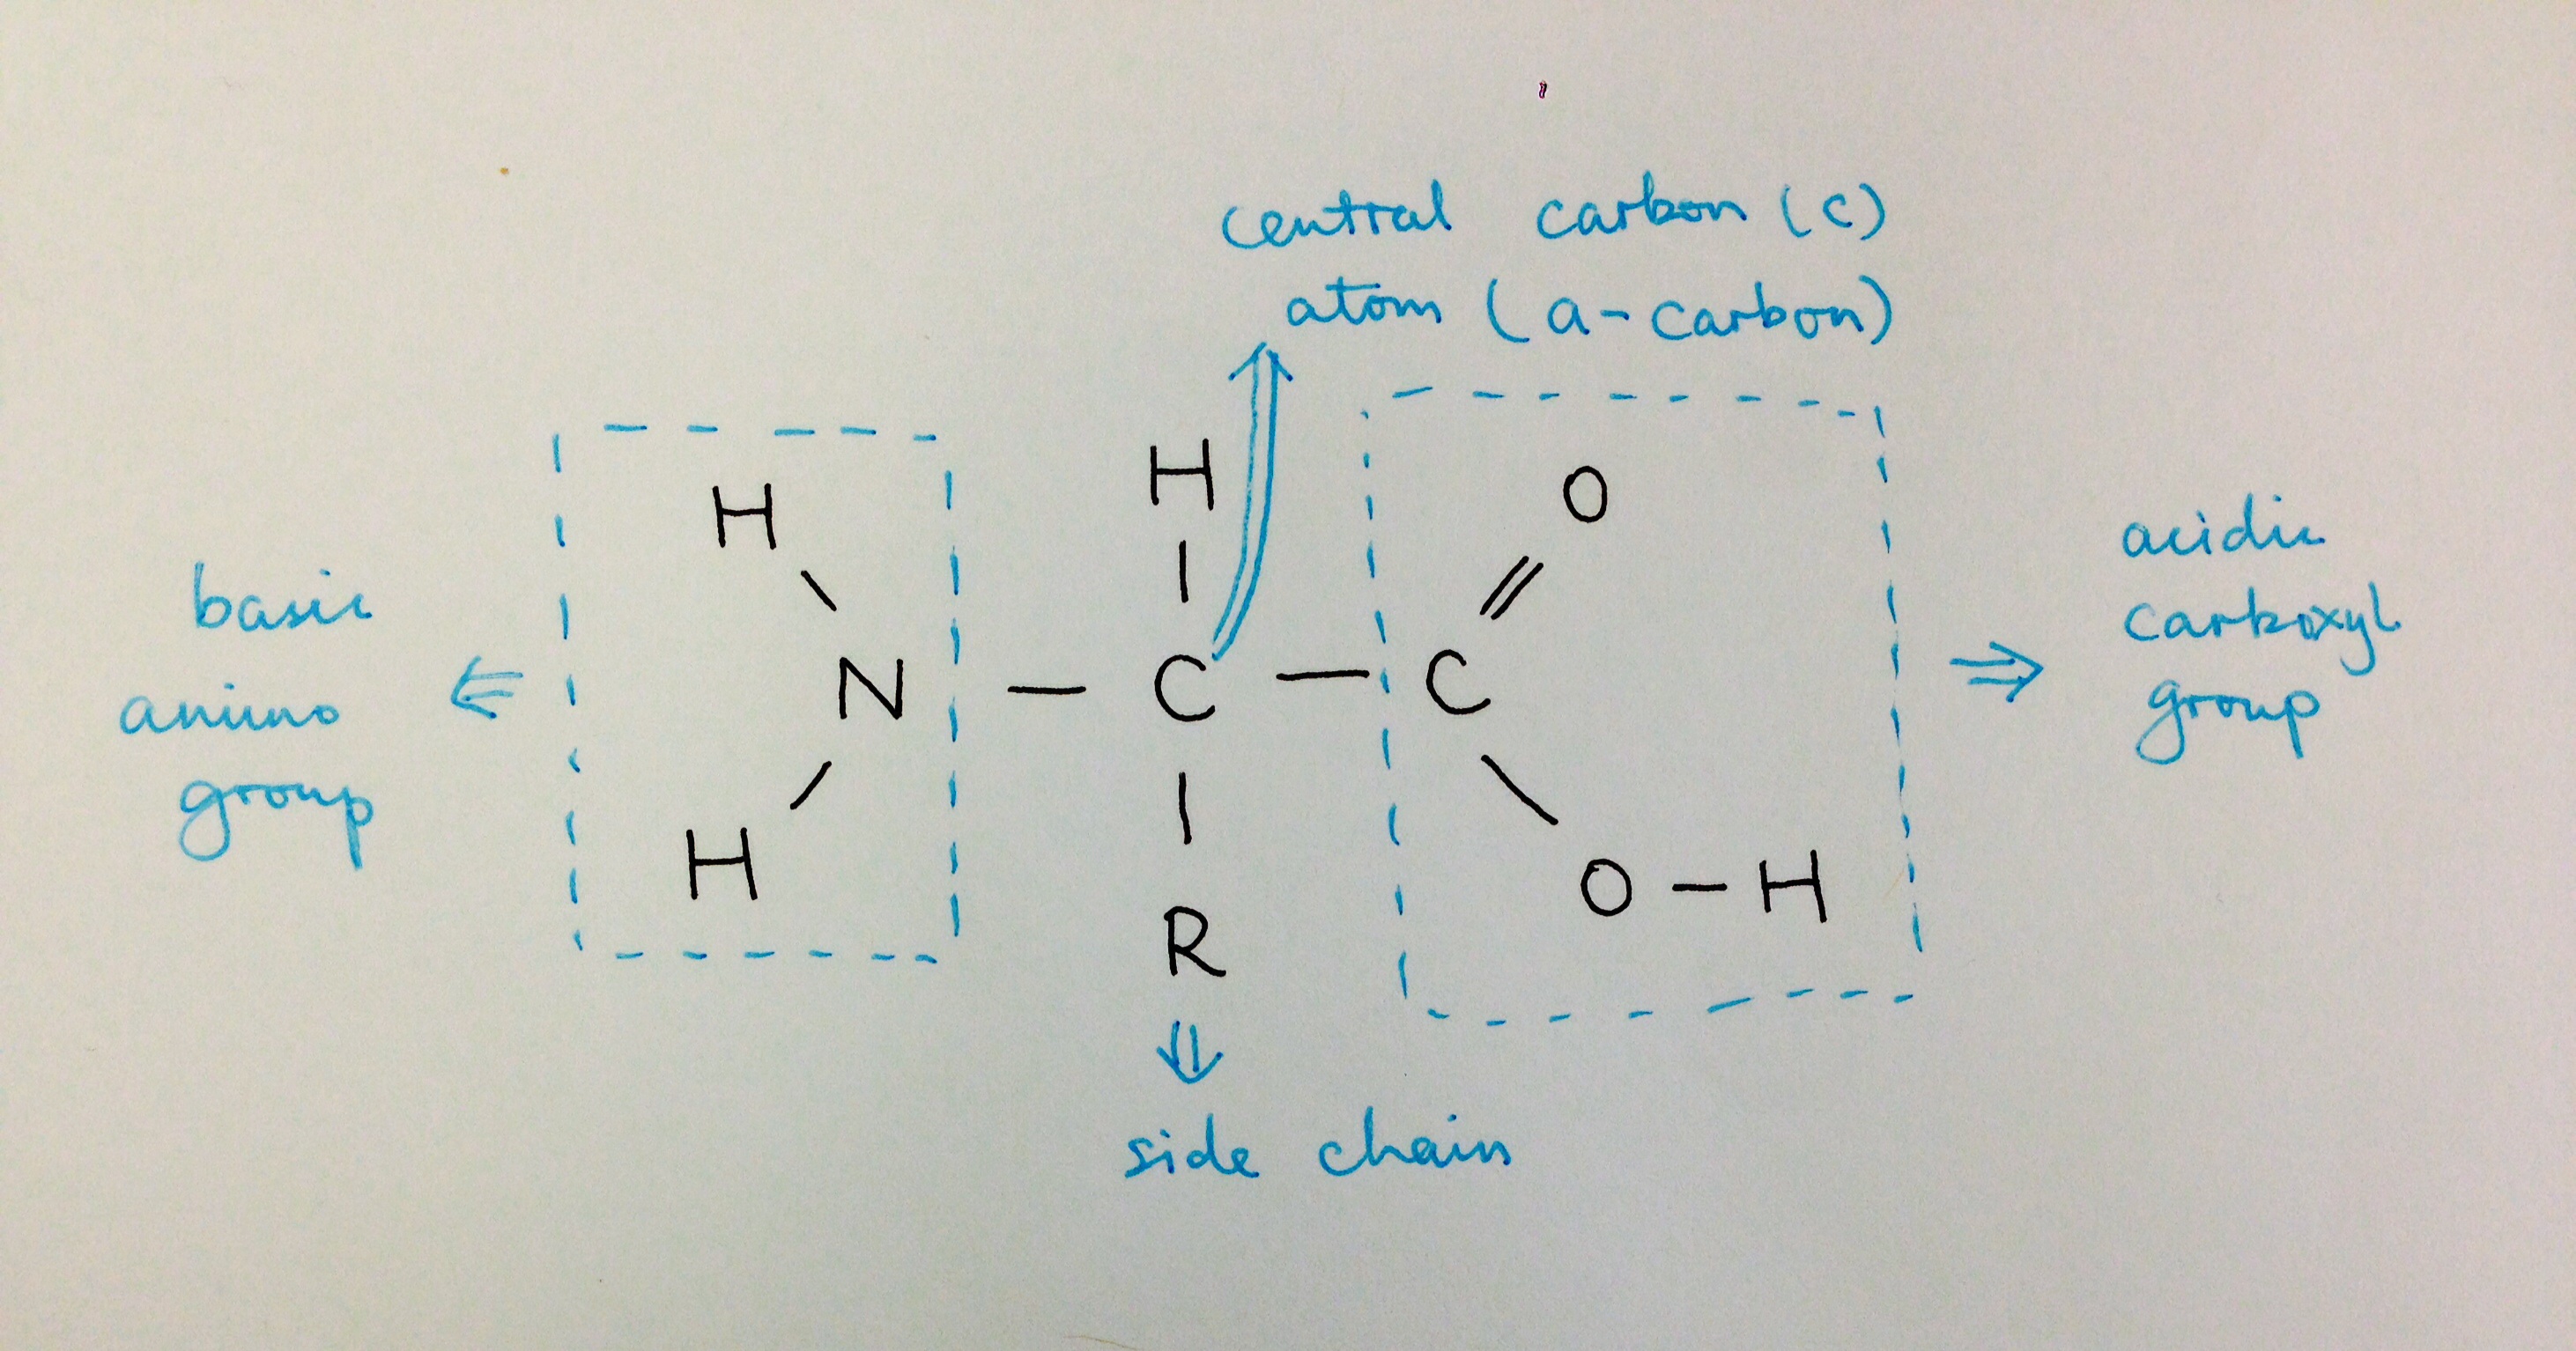 central carbon (c)
atom (a-carbon)
H
H
O
basic
amino
group
N — C — C
acidic
carboxyl
group
H
R
O — H
side chain